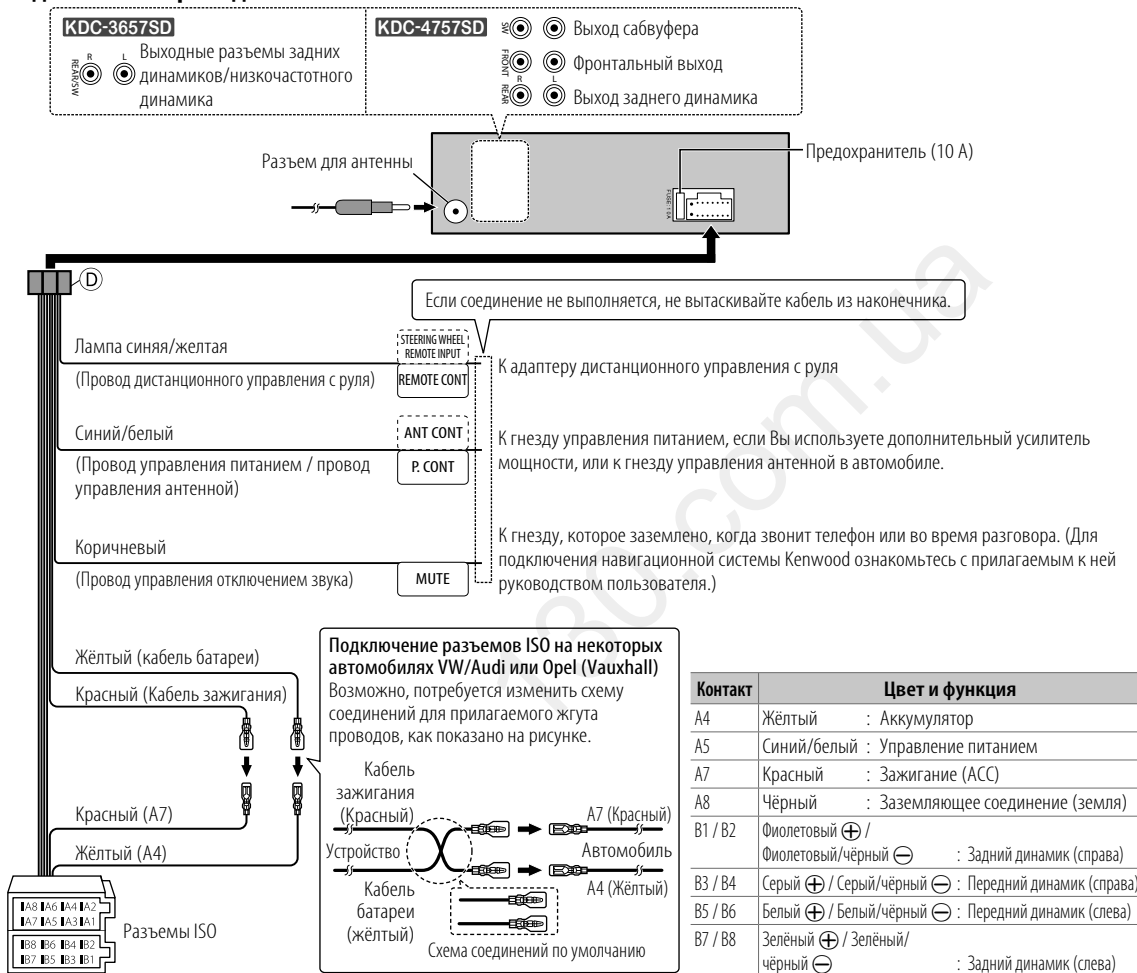 KDC-3657SD
R
L
REAR/SW
Выходные разъемы задних
динамиков/низкочастотного
динамика
KDC-4757SD
SW
Выход сабвуфера
FRONT
Фронтальный выход
R
L
REAR
Выход заднего динамика
Разъем для антенны
Предохранитель (10 А)
FUSE: 10A
D
Если соединение не выполняется, не вытаскивайте кабель из наконечника.
Лампа синяя/желтая
(Провод дистанционного управления с руля)
STEERING WHEEL
REMOTE INPUT
REMOTE CONT
К адаптеру дистанционного управления с руля
Синий/белый
(Провод управления питанием / провод
управления антенной)
ANT CONT
P. CONT
К гнезду управления питанием, если Вы используете дополнительный усилитель
мощности, или к гнезду управления антенной в автомобиле.
Коричневый
(Провод управления отключением звука)
MUTE
К гнезду, которое заземлено, когда звонит телефон или во время разговора. (Для
подключения навигационной системы Kenwood ознакомьтесь с прилагаемым к ней
руководством пользователя.)
Жёлтый (кабель батареи)
Красный (Кабель зажигания)
Красный (A7)
Жёлтый (A4)
A8 A6 A4 A2
A7 A5 A3 A1
B8 B6 B4 B2
B7 B5 B3 B1
Разъемы ISO
Подключение разъемов ISO на некоторых
автомобилях VW/Audi или Opel (Vauxhall)
Возможно, потребуется изменить схему
соединений для прилагаемого жгута
проводов, как показано на рисунке.
Кабель
зажигания
(Красный)
A7 (Красный)
Устройство
Автомобиль
Кабель
батареи
(жёлтый)
A4 (Жёлтый)
Схема соединений по умолчанию
Контакт Цвет и функция
A4 Жёлтый : Аккумулятор
A5 Синий/белый : Управление питанием
A7 Красный : Зажигание (ACC)
A8 Чёрный : Заземляющее соединение (земля)
B1 / B2 Фиолетовый ⊕ /
Фиолетовый/чёрный ⊖ : Задний динамик (справа)
B3 / B4 Серый ⊕ / Серый/чёрный ⊖ : Передний динамик (справа)
B5 / B6 Белый ⊕ / Белый/чёрный ⊖ : Передний динамик (слева)
B7 / B8 Зелёный ⊕ / Зелёный/
чёрный ⊖ : Задний динамик (слева)
130.com.ua